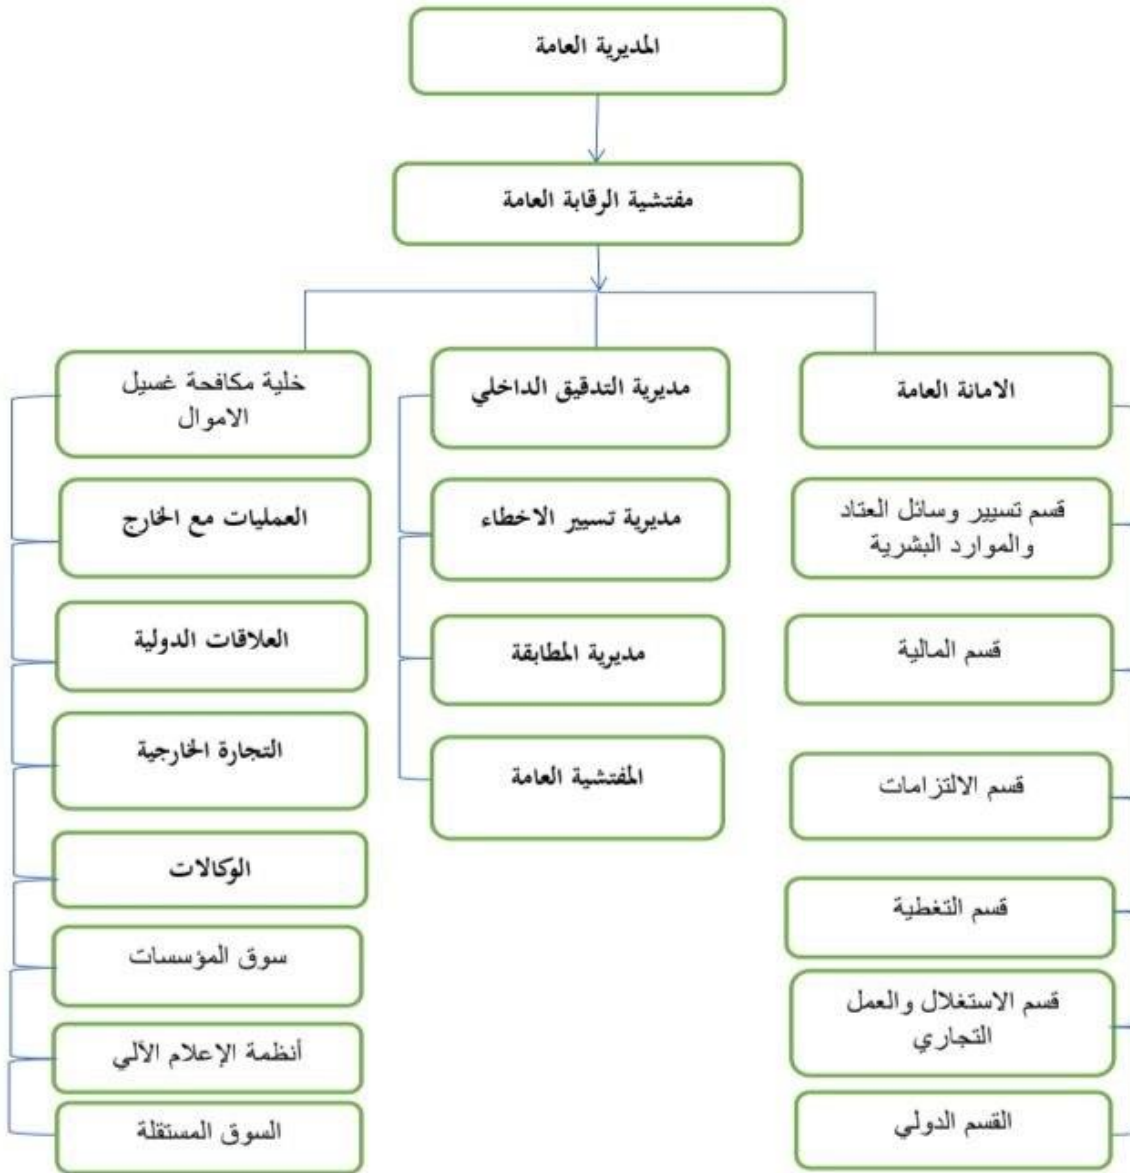 المديرية العامة
مفتشية الرقابة العامة
الامانة العامة
قسم تسيير وسائل العتاد
والموارد البشرية
قسم المالية
قسم الالتزامات
قسم التغطية
قسم الاستغلال والعمل
التجاري
القسم الدولي
مديرية التدقيق الداخلي
مديرية تسيير الاخطاء
مديرية المطابقة
المفتشية العامة
خلية مكافحة غسيل
الاموال
العمليات مع الخارج
العلاقات الدولية
التجارة الخارجية
الوكالات
سوق المؤسسات
أنظمة الإعلام الآلي
السوق المستقلة